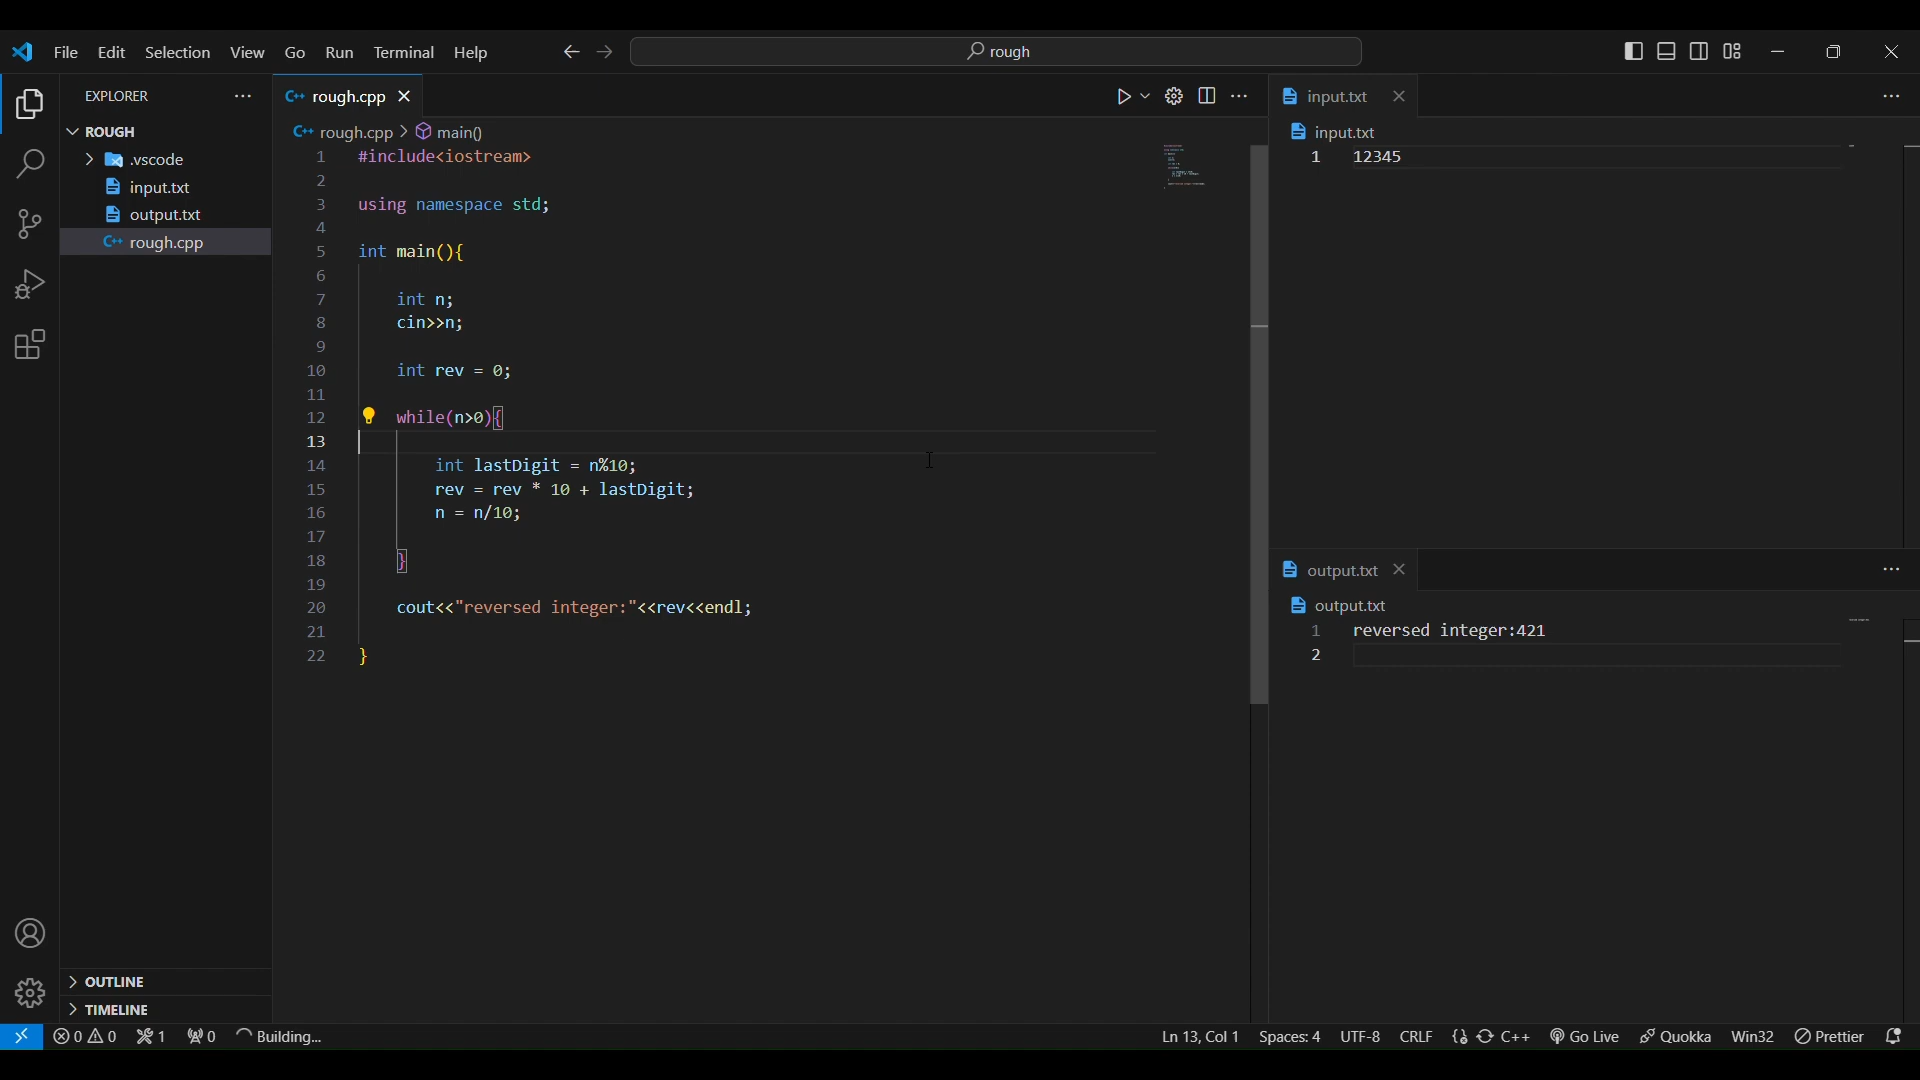 File Edit Selection View Go Run Terminal Help
rough
EXPLORER
ROUGH
.vscode
input.txt
output.txt
rough.cpp
OUTLINE
TIMELINE
rough.cpp
rough.cpp > main()
1 #include<iostream>
2
3 using namespace std;
4
5 int main(){
6
7 int n;
8 cin>>n;
9
10 int rev = 0;
11
12 while(n>0){
13
14 int lastDigit = n%10;
15 rev = rev * 10 + lastDigit;
16 n = n/10;
17
18 }
19
20 cout<<"reversed integer:"<<rev<<endl;
21
22 }
input.txt
input.txt
1 12345
output.txt
output.txt
1 reversed integer:421
2
0 0 1 0 Building... Ln 13, Col 1 Spaces: 4 UTF-8 CRLF {} C++ Go Live Quokka Win32 Prettier